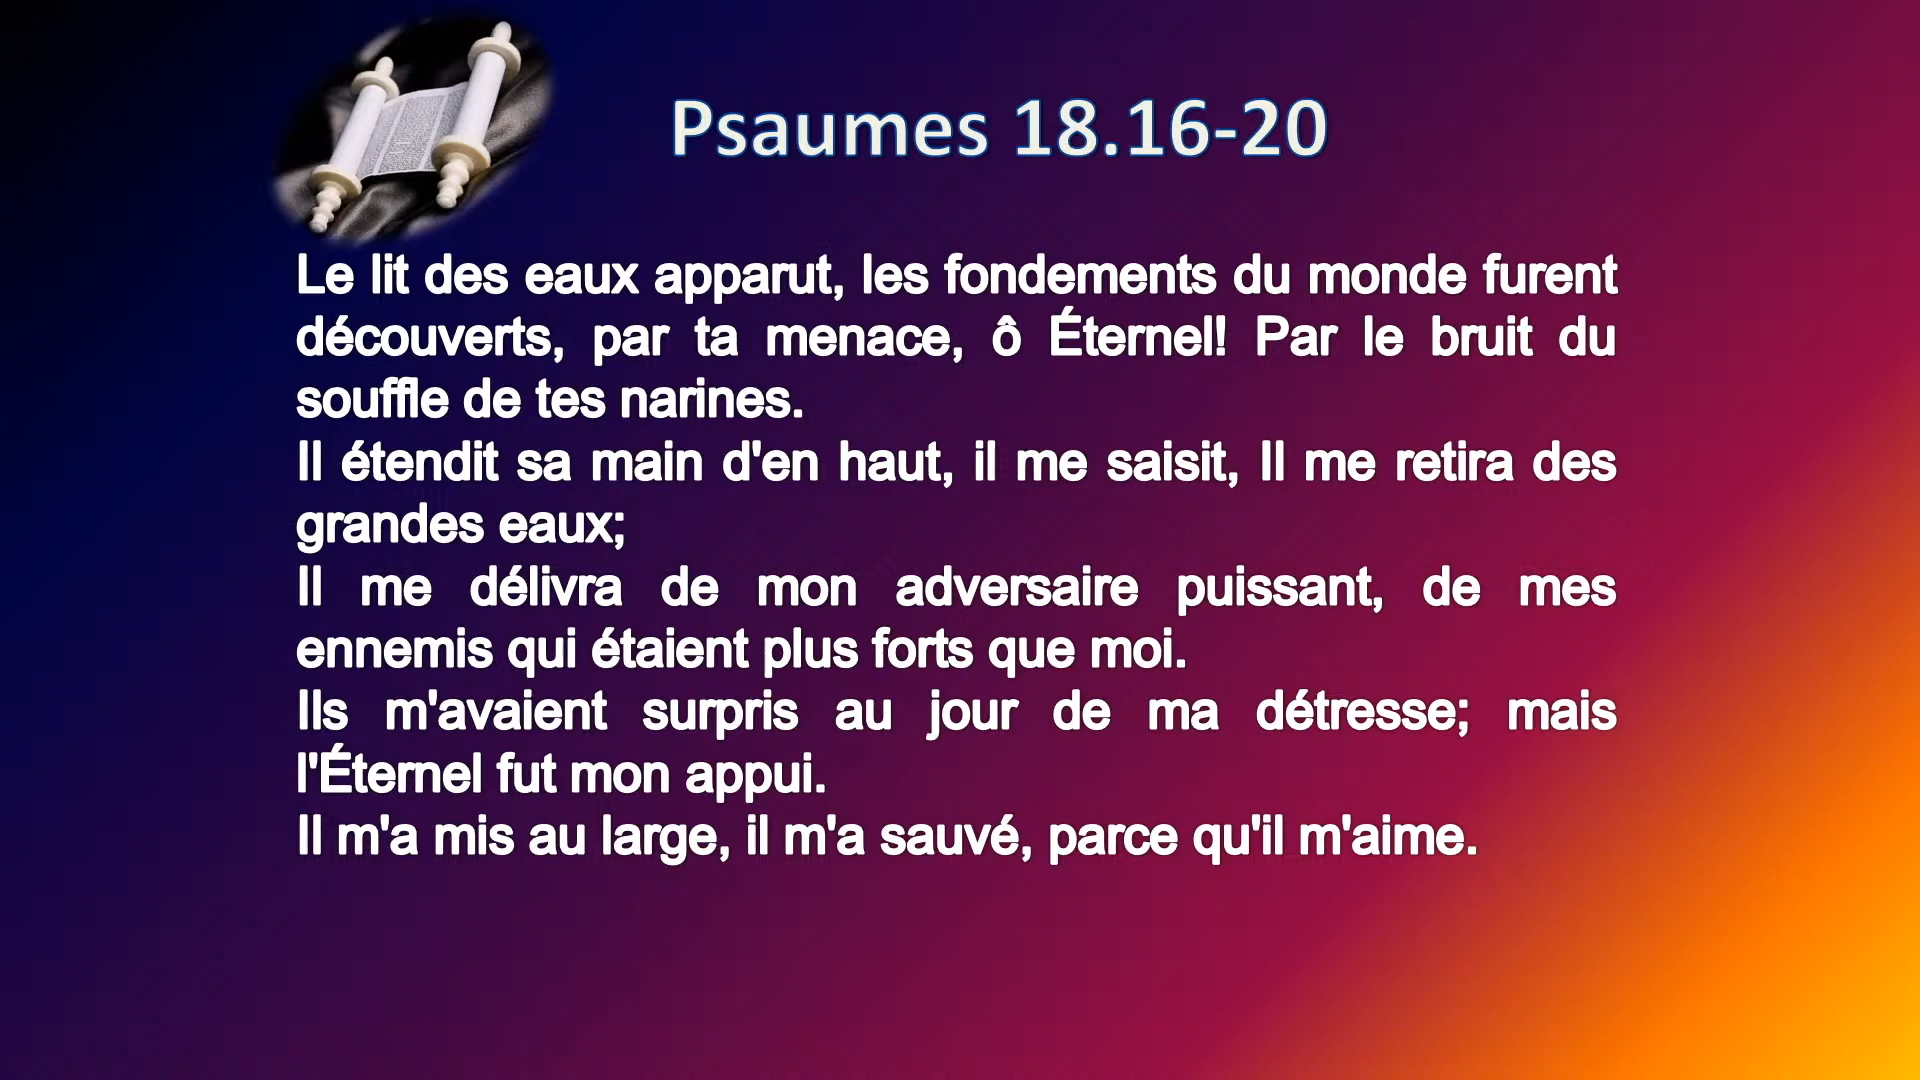 Psaumes 18.16-20
Le lit des eaux apparut, les fondements du monde furent
découverts, par ta menace, ô Éternel! Par le bruit du
souffle de tes narines.
Il étendit sa main d'en haut, il me saisit, Il me retira des
grandes eaux;
Il me délivra de mon adversaire puissant, de mes
ennemis qui étaient plus forts que moi.
Ils m'avaient surpris au jour de ma détresse; mais
l'Éternel fut mon appui.
Il m'a mis au large, il m'a sauvé, parce qu'il m'aime.